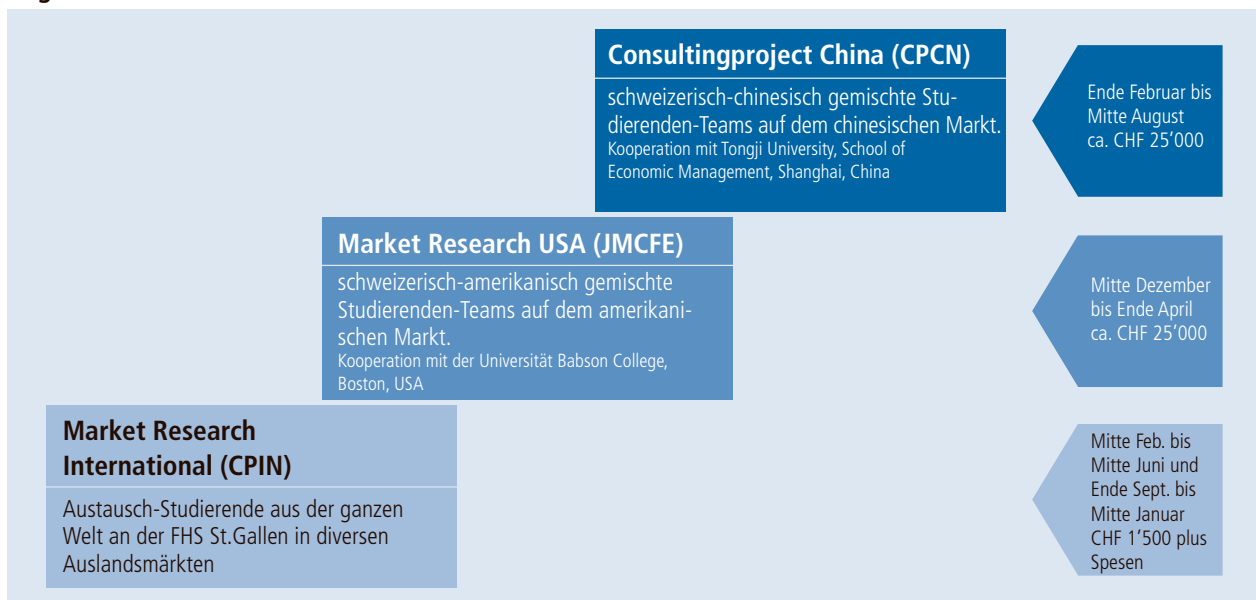 Consultingproject China (CPCN)
schweizerisch-chinesisch gemischte Stu-
dierenden-Teams auf dem chinesischen Markt.
Kooperation mit Tongji University, School of
Economic Management, Shanghai, China
Ende Februar bis
Mitte August
ca. CHF 25’000
Market Research USA (JMCFE)
schweizerisch-amerikanisch gemischte
Studierenden-Teams auf dem amerikani-
schen Markt.
Kooperation mit der Universität Babson College,
Boston, USA
Mitte Dezember
bis Ende April
ca. CHF 25’000
Market Research
International (CPIN)
Austausch-Studierende aus der ganzen
Welt an der FHS St.Gallen in diversen
Auslandsmärkten
Mitte Feb. bis
Mitte Juni und
Ende Sept. bis
Mitte Januar
CHF 1’500 plus
Spesen